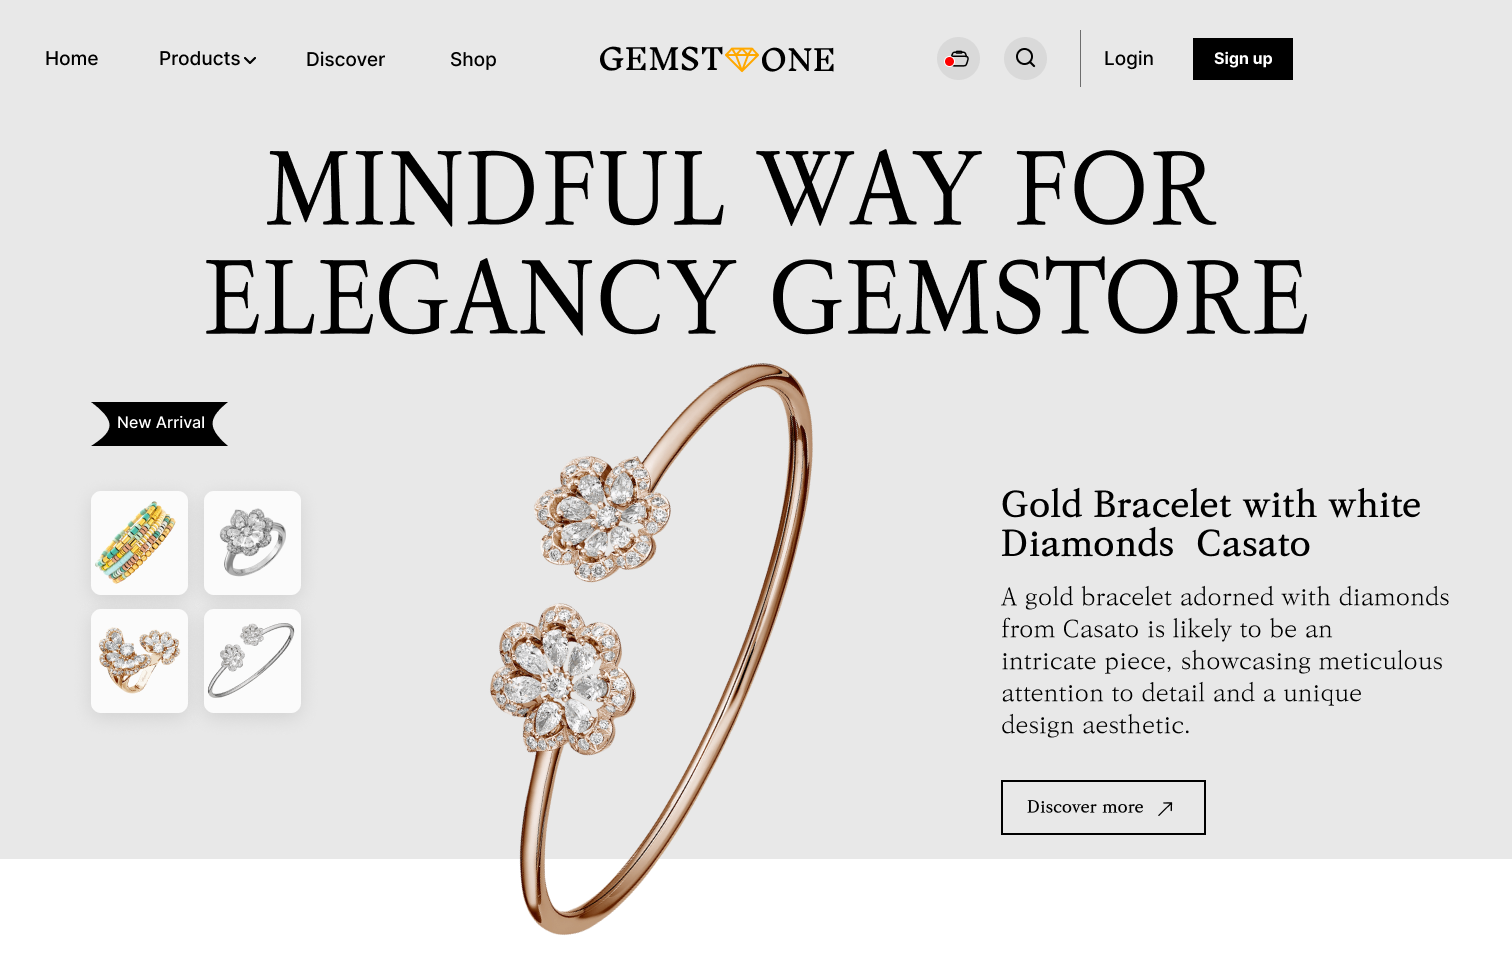 Home
Products
Discover
Shop
GEMST ONE
Login
Sign up
MINDFUL WAY FOR
ELEGANCY GEMSTORE
New Arrival
Gold Bracelet with white
Diamonds Casato
A gold bracelet adorned with diamonds
from Casato is likely to be an
intricate piece, showcasing meticulous
attention to detail and a unique
design aesthetic.
Discover more